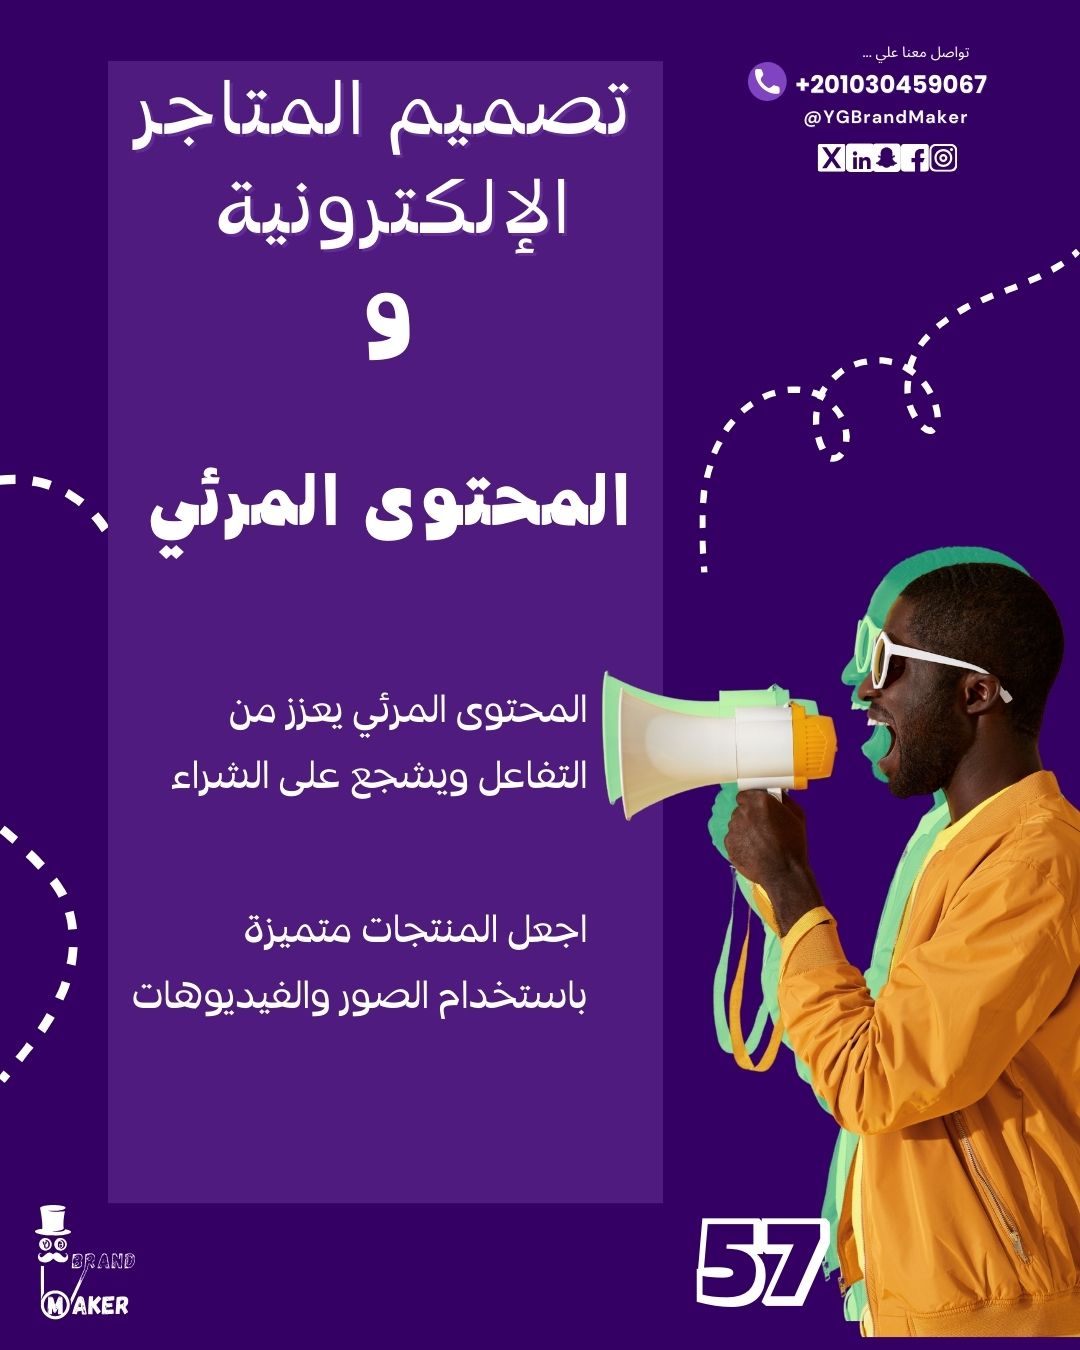 تواصل معنا علي ...
+201030459067
@YGBrandMaker
تصميم المتاجر
الإلكترونية
و
المحتوى المرئي
المحتوى المرئي يعزز من
التفاعل ويشجع على الشراء
اجعل المنتجات متميزة
باستخدام الصور والفيديوهات
57
BRAND
MAKER